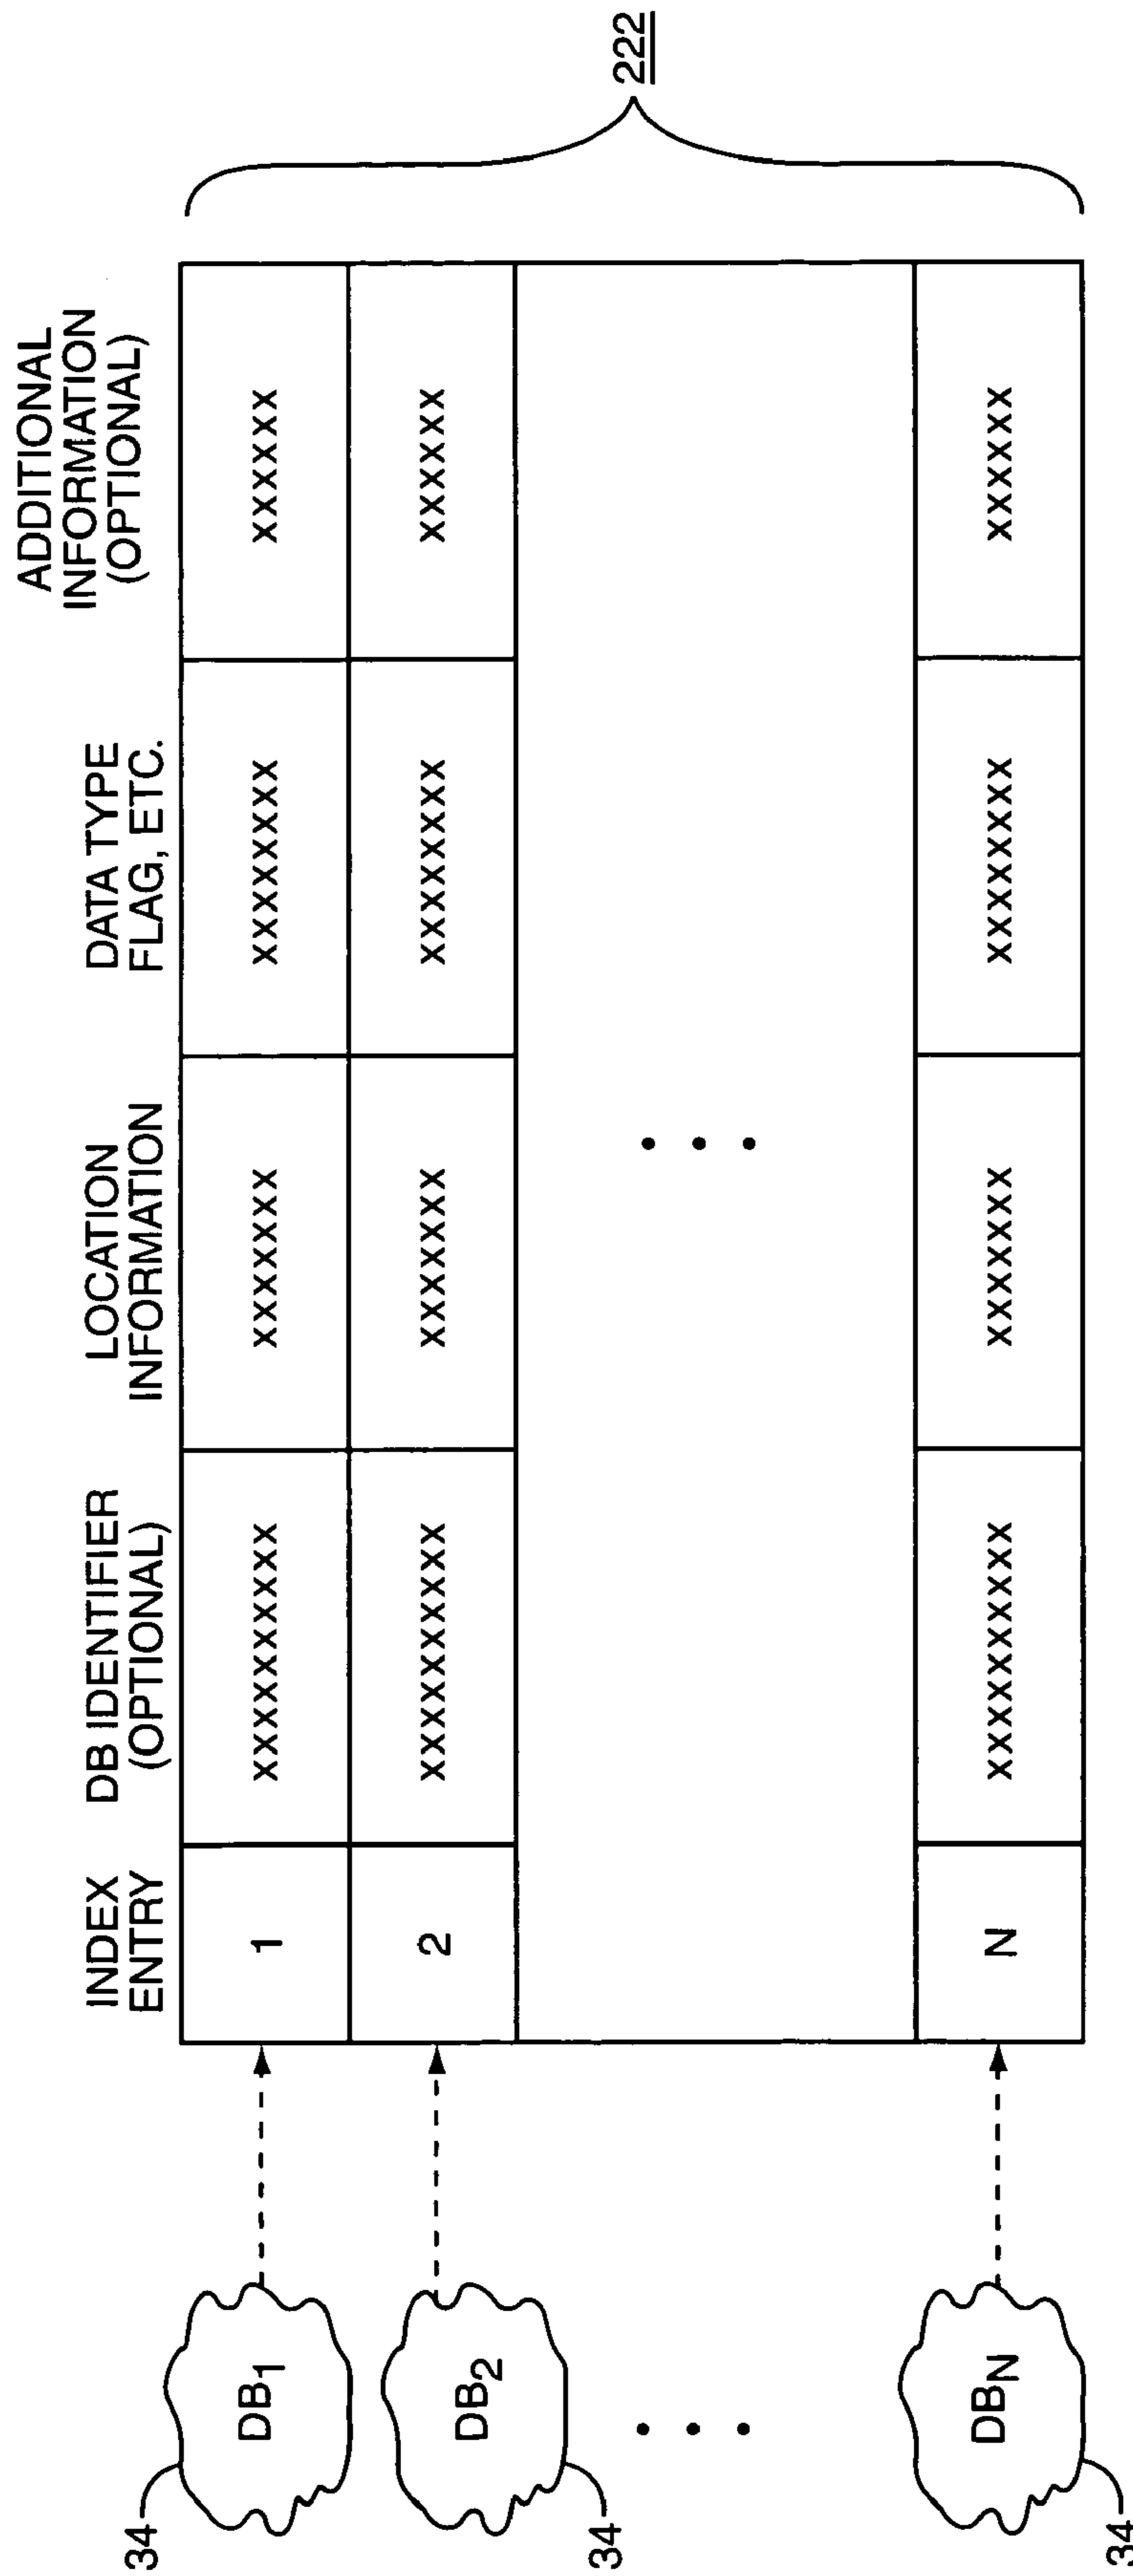 INDEX
ENTRY
DB IDENTIFIER
(OPTIONAL)
LOCATION
INFORMATION
DATA TYPE
FLAG, ETC.
ADDITIONAL
INFORMATION
(OPTIONAL)
34
DB1
1
xxxxxxxxxx
xxxxxxx
xxxxxxxx
xxxxxx
DB2
2
xxxxxxxxxx
xxxxxxx
xxxxxxxx
xxxxxx
34
222
. . .
. . .
DBN
N
xxxxxxxxxx
xxxxxxx
xxxxxxxx
xxxxxx
34